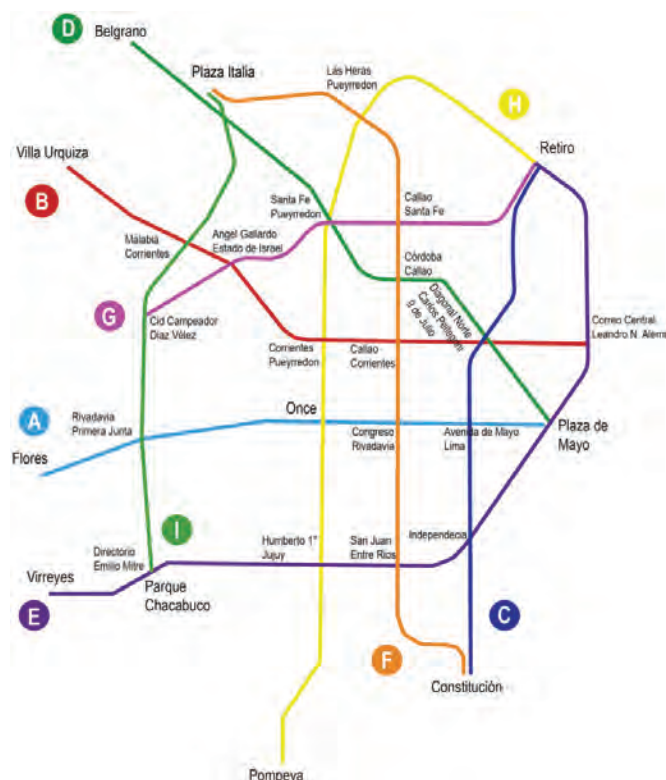 D
Belgrano
Plaza Italia
Las Heras
Pueyrredon
H
Villa Urquiza
Retiro
B
Santa Fe
Pueyrredon
Callao
Santa Fe
Malabia
Corrientes
Angel Gallardo
Estado de Israel
Córdoba
Callao
Diagonal Norte
Carlos Pellegrini
9 de Julio
G
Cid Campeador
Diaz Vélez
Correo Central
Leandro N. Alem
Corrientes
Pueyrredon
Callao
Corrientes
A
Rivadavia
Primera Junta
Once
Flores
Congreso
Rivadavia
Avenida de Mayo
Lima
Plaza de
Mayo
I
Directorio
Emilio Mitre
Humberto 1°
Jujuy
San Juan
Entre Rios
Independecia
Virreyes
Parque
Chacabuco
E
C
F
Constitución
Pompeya